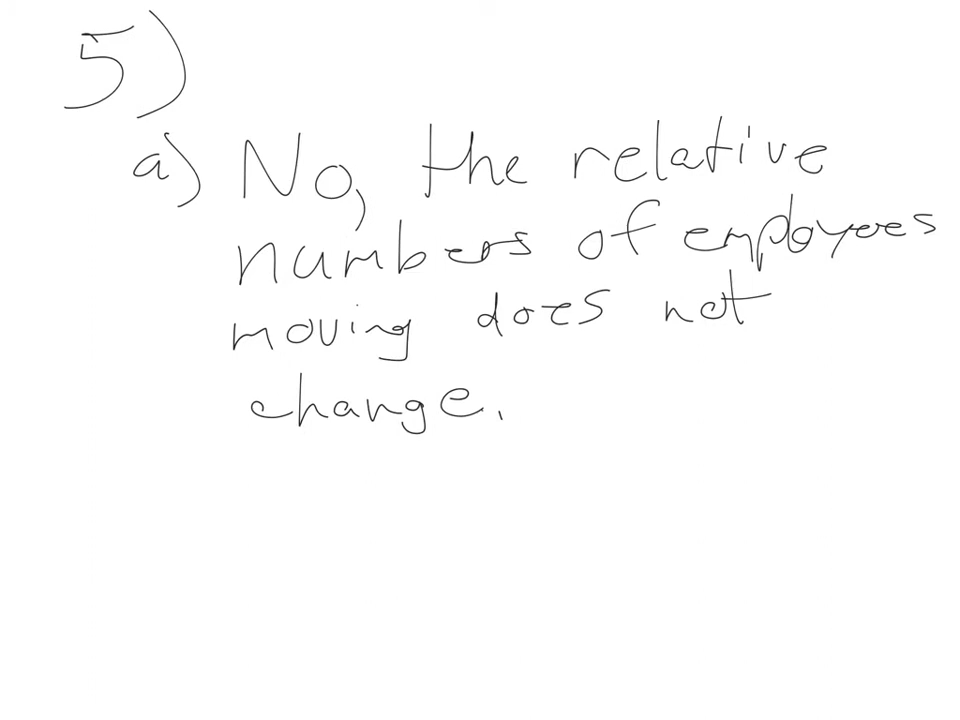 5)
a) No, the relative
numbers of employees
moving does not
change.